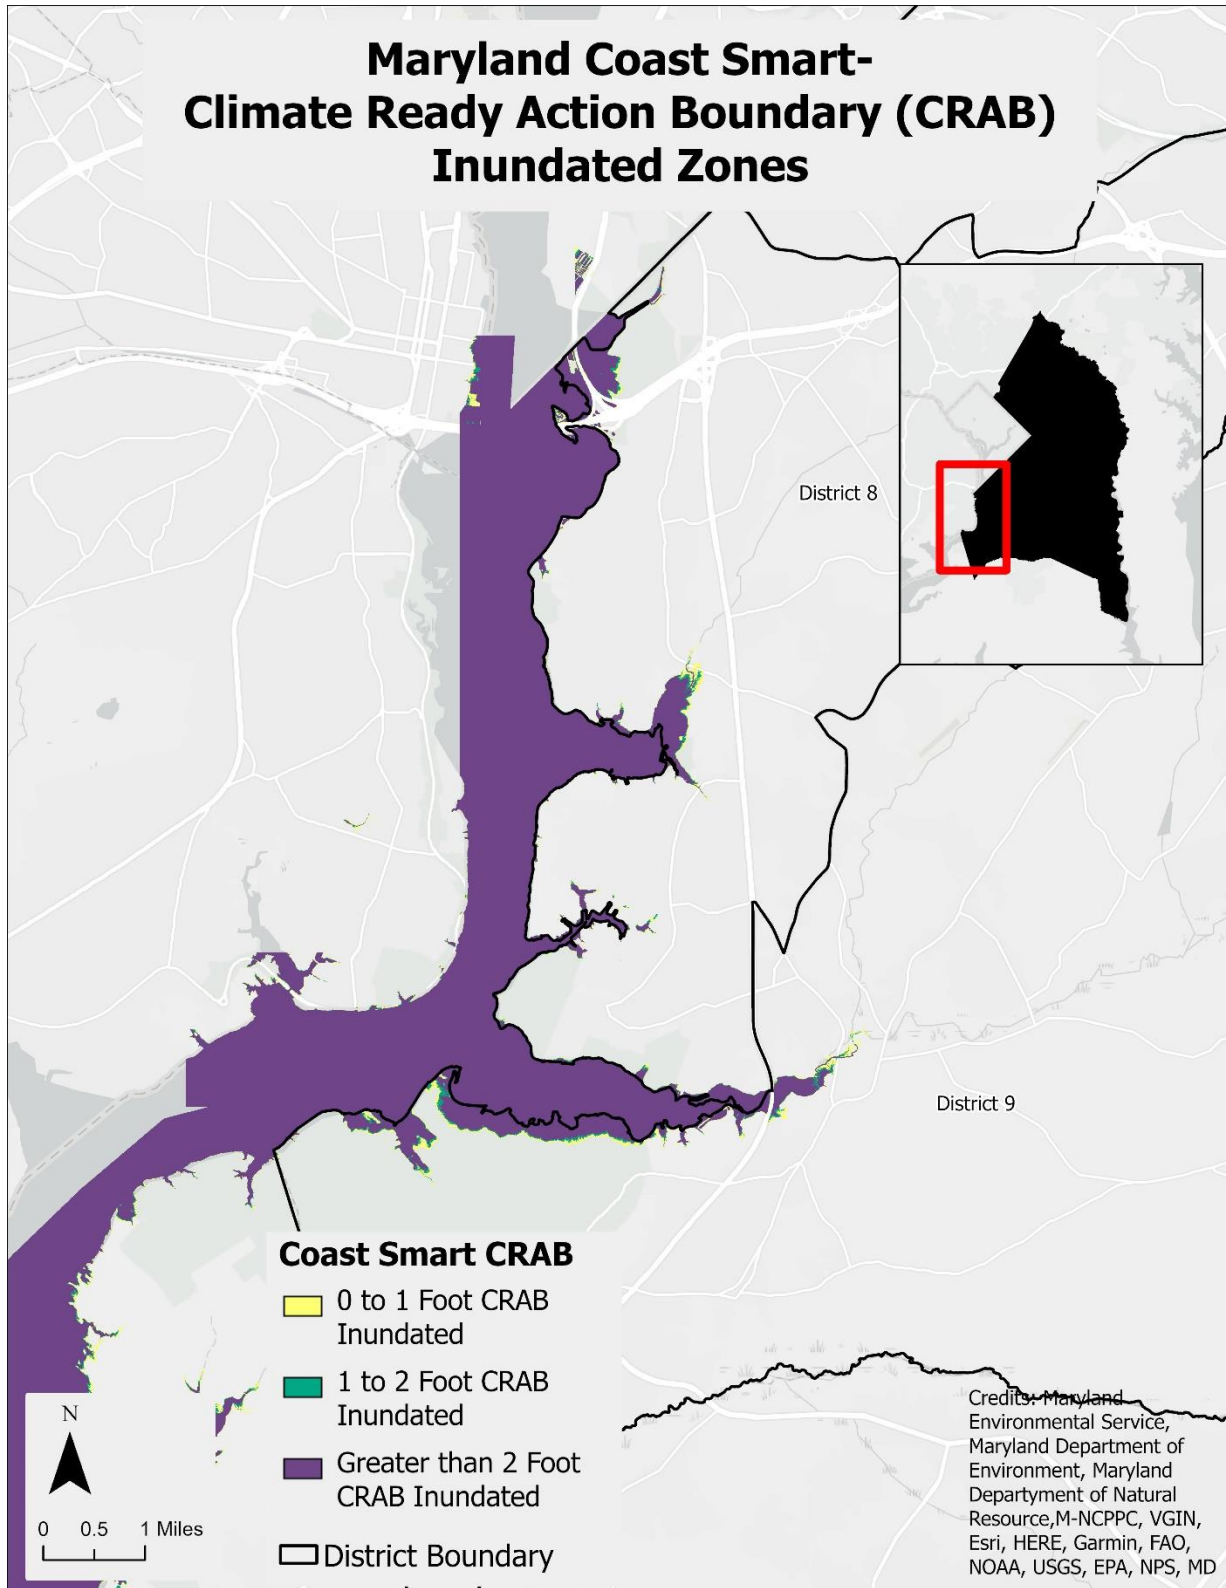 Maryland Coast Smart-
Climate Ready Action Boundary (CRAB)
Inundated Zones
District 8
District 9
Coast Smart CRAB
0 to 1 Foot CRAB
Inundated
1 to 2 Foot CRAB
Inundated
Greater than 2 Foot
CRAB Inundated
District Boundary
N
0 0.5 1 Miles
Credits: Maryland
Environmental Service,
Maryland Department of
Environment, Maryland
Departyment of Natural
Resource,M-NCPPC, VGIN,
Esri, HERE, Garmin, FAO,
NOAA, USGS, EPA, NPS, MD